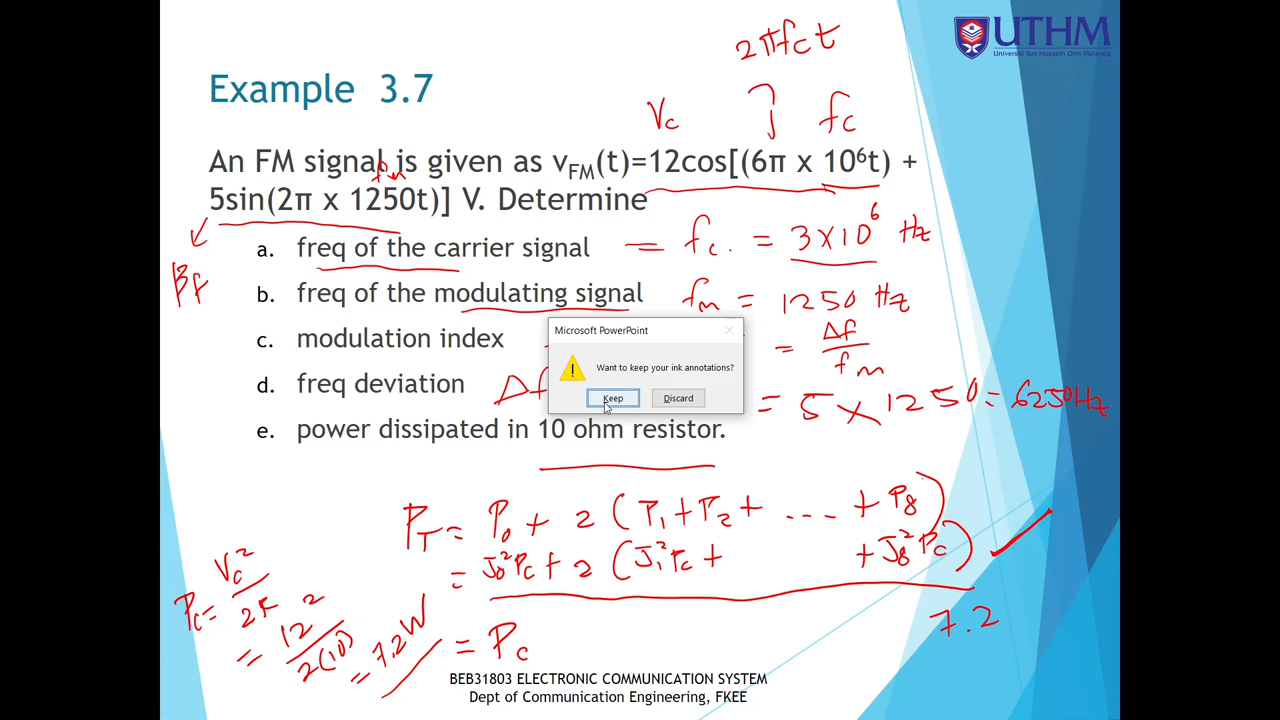 2πfct
UTHM
Universiti Tun Hussein Onn Malaysia
Example 3.7
Vc
fc
An FM signal is given as vFM(t)=12cos[(6π x 10⁶t) +
fm
5sin(2π x 1250t)] V. Determine
βf
a. freq of the carrier signal = fc = 3×10⁶ Hz
b. freq of the modulating signal fm = 1250 Hz
c. modulation index = Δf/fm
d. freq deviation Δf = 5 × 1250 = 6250Hz
e. power dissipated in 10 ohm resistor.
Microsoft PowerPoint
Want to keep your ink annotations?
Keep Discard
PT = P0 + 2 (P1 + P2 + ... + P8)
= J0²Pc + 2 (J1²Pc + + J8²Pc)
7.2
= Pc
Pc = Vc²/2R
= 12²/2(10)
= 7.2W
BEB31803 ELECTRONIC COMMUNICATION SYSTEM
Dept of Communication Engineering, FKEE